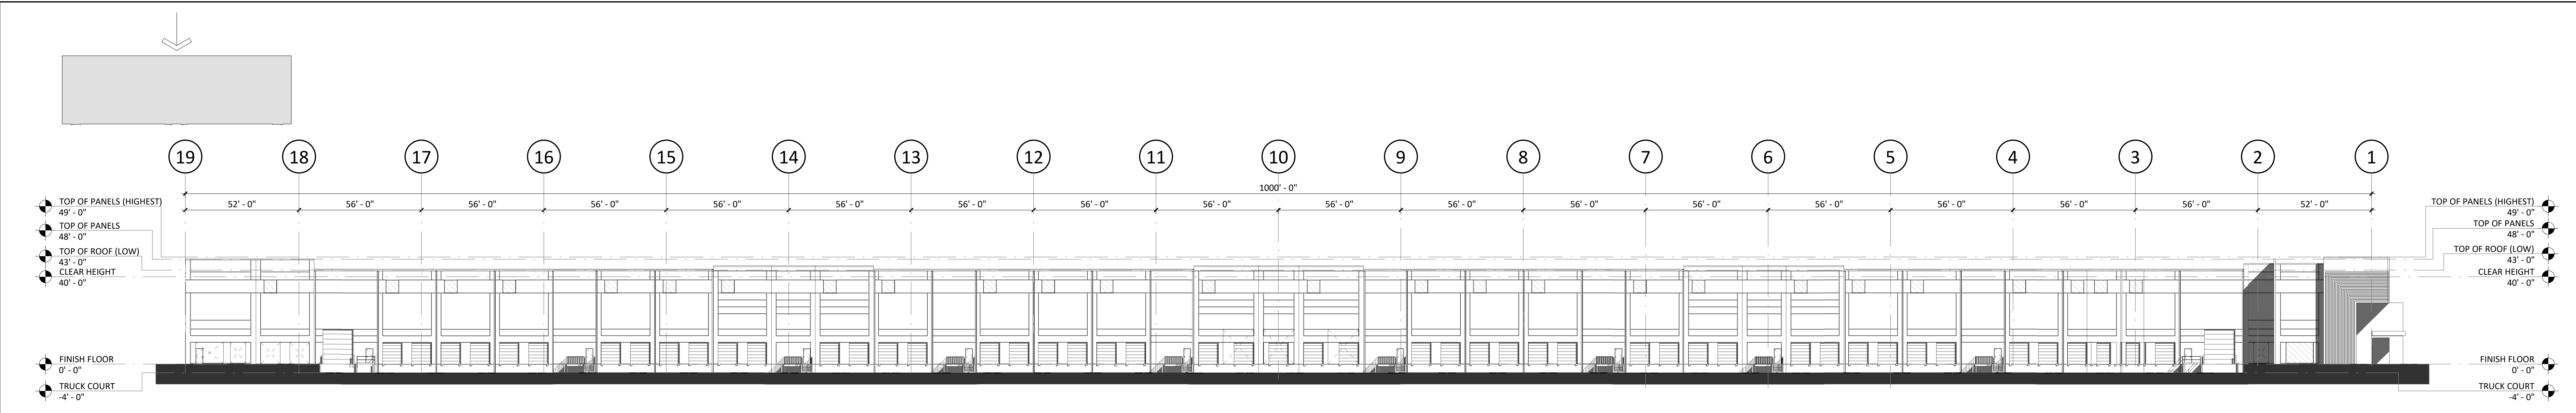 19 18 17 16 15 14 13 12 11 10 9 8 7 6 5 4 3 2 1
1000' - 0"
52' - 0" 56' - 0" 56' - 0" 56' - 0" 56' - 0" 56' - 0" 56' - 0" 56' - 0" 56' - 0" 56' - 0" 56' - 0" 56' - 0" 56' - 0" 56' - 0" 56' - 0" 56' - 0" 56' - 0" 52' - 0"
TOP OF PANELS (HIGHEST)
49' - 0"
TOP OF PANELS
48' - 0"
TOP OF ROOF (LOW)
43' - 0"
CLEAR HEIGHT
40' - 0"
FINISH FLOOR
0' - 0"
TRUCK COURT
-4' - 0"
TOP OF PANELS (HIGHEST)
49' - 0"
TOP OF PANELS
48' - 0"
TOP OF ROOF (LOW)
43' - 0"
CLEAR HEIGHT
40' - 0"
FINISH FLOOR
0' - 0"
TRUCK COURT
-4' - 0"